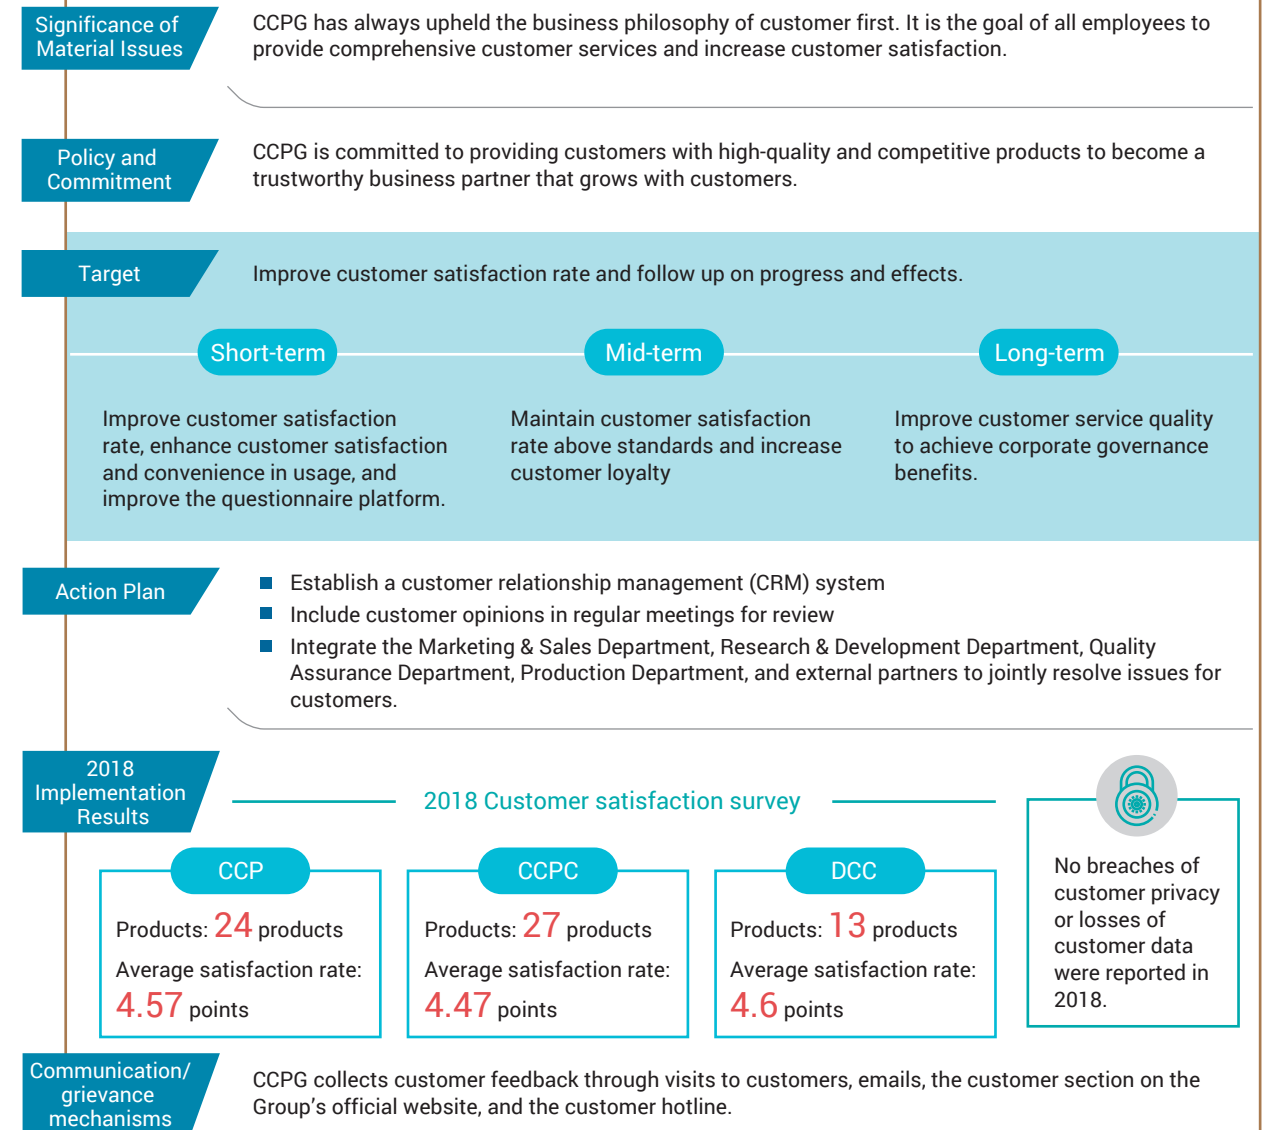 Significance of
Material Issues
CCPG has always upheld the business philosophy of customer first. It is the goal of all employees to
provide comprehensive customer services and increase customer satisfaction.
Policy and
Commitment
CCPG is committed to providing customers with high-quality and competitive products to become a
trustworthy business partner that grows with customers.
Target
Improve customer satisfaction rate and follow up on progress and effects.
Short-term
Improve customer satisfaction
rate, enhance customer satisfaction
and convenience in usage, and
improve the questionnaire platform.
Mid-term
Maintain customer satisfaction
rate above standards and increase
customer loyalty
Long-term
Improve customer service quality
to achieve corporate governance
benefits.
Action Plan
Establish a customer relationship management (CRM) system
Include customer opinions in regular meetings for review
Integrate the Marketing & Sales Department, Research & Development Department, Quality
Assurance Department, Production Department, and external partners to jointly resolve issues for
customers.
2018
Implementation
Results
2018 Customer satisfaction survey
CCP
Products: 24 products
Average satisfaction rate:
4.57 points
CCPC
Products: 27 products
Average satisfaction rate:
4.47 points
DCC
Products: 13 products
Average satisfaction rate:
4.6 points
No breaches of
customer privacy
or losses of
customer data
were reported in
2018.
Communication/
grievance
mechanisms
CCPG collects customer feedback through visits to customers, emails, the customer section on the
Group's official website, and the customer hotline.